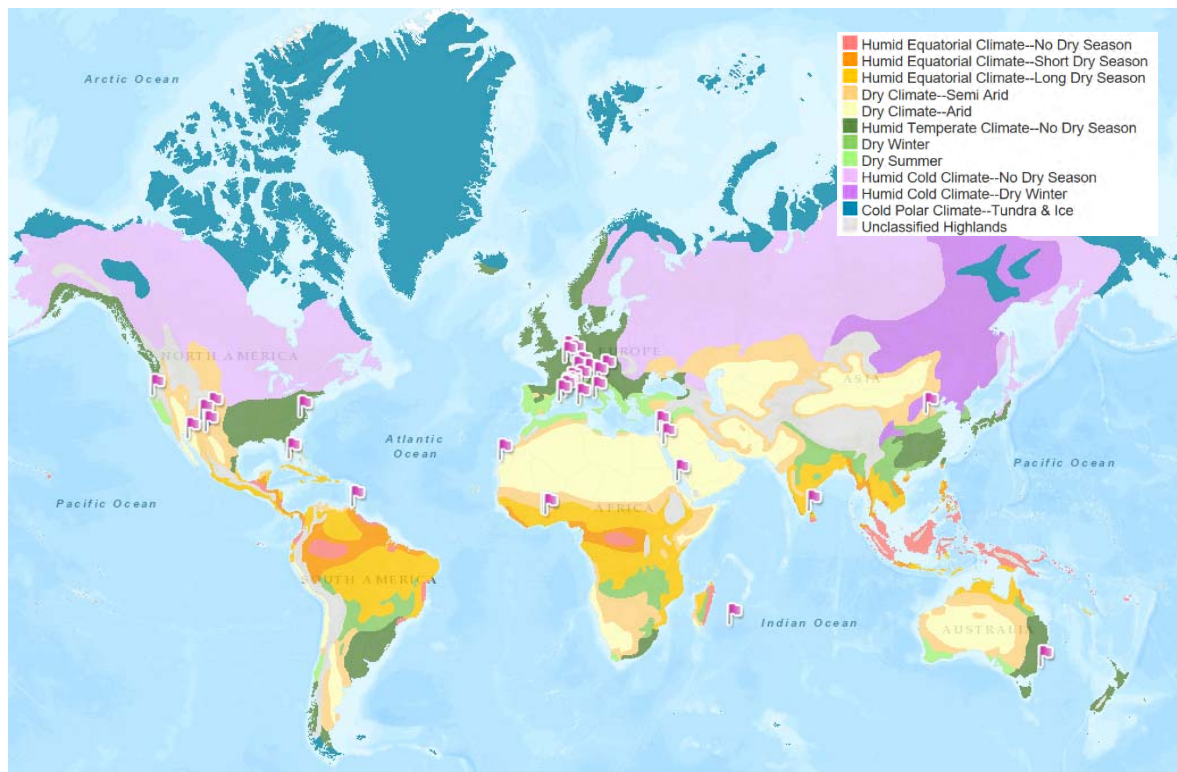 Arctic Ocean
Humid Equatorial Climate--No Dry Season
Humid Equatorial Climate--Short Dry Season
Humid Equatorial Climate--Long Dry Season
Dry Climate--Semi Arid
Dry Climate--Arid
Humid Temperate Climate--No Dry Season
Dry Winter
Dry Summer
Humid Cold Climate--No Dry Season
Humid Cold Climate--Dry Winter
Cold Polar Climate--Tundra & Ice
Unclassified Highlands
NORTH AMERICA
EUROPE
ASIA
Atlantic
Ocean
Pacific Ocean
Pacific Ocean
AFRICA
SOUTH AMERICA
Indian Ocean
AUSTRALIA